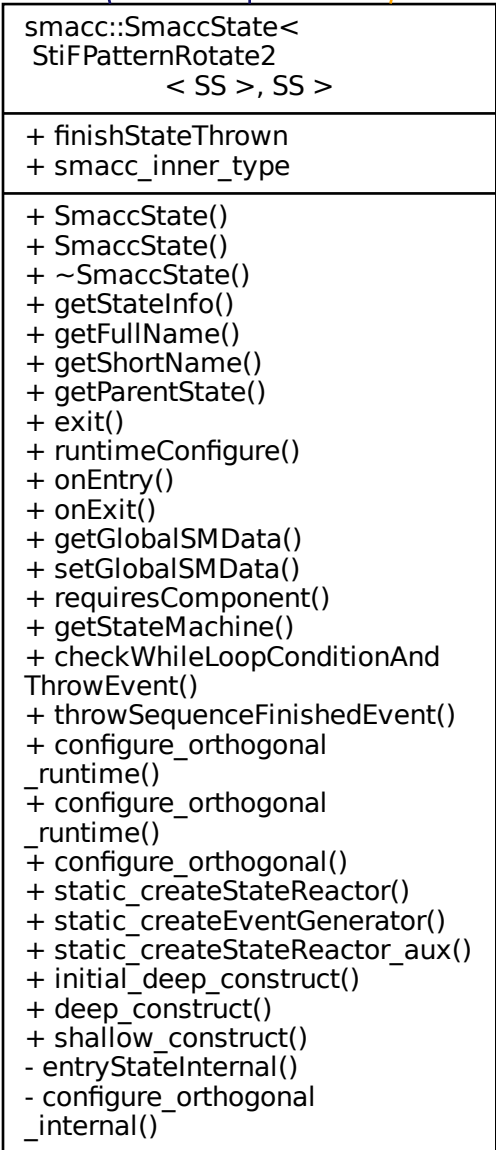 smacc::SmaccState<
StiFPatternRotate2
< SS >, SS >
+ finishStateThrown
+ smacc_inner_type
+ SmaccState()
+ SmaccState()
+ ~SmaccState()
+ getStateInfo()
+ getFullName()
+ getShortName()
+ getParentState()
+ exit()
+ runtimeConfigure()
+ onEntry()
+ onExit()
+ getGlobalSMData()
+ setGlobalSMData()
+ requiresComponent()
+ getStateMachine()
+ checkWhileLoopConditionAnd
ThrowEvent()
+ throwSequenceFinishedEvent()
+ configure_orthogonal
_runtime()
+ configure_orthogonal
_runtime()
+ configure_orthogonal()
+ static_createStateReactor()
+ static_createEventGenerator()
+ static_createStateReactor_aux()
+ initial_deep_construct()
+ deep_construct()
+ shallow_construct()
- entryStateInternal()
- configure_orthogonal
_internal()